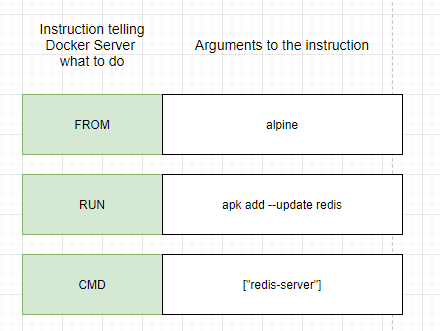 Instruction telling
Docker Server
what to do
Arguments to the instruction
FROM
alpine
RUN
apk add --update redis
CMD
["redis-server"]